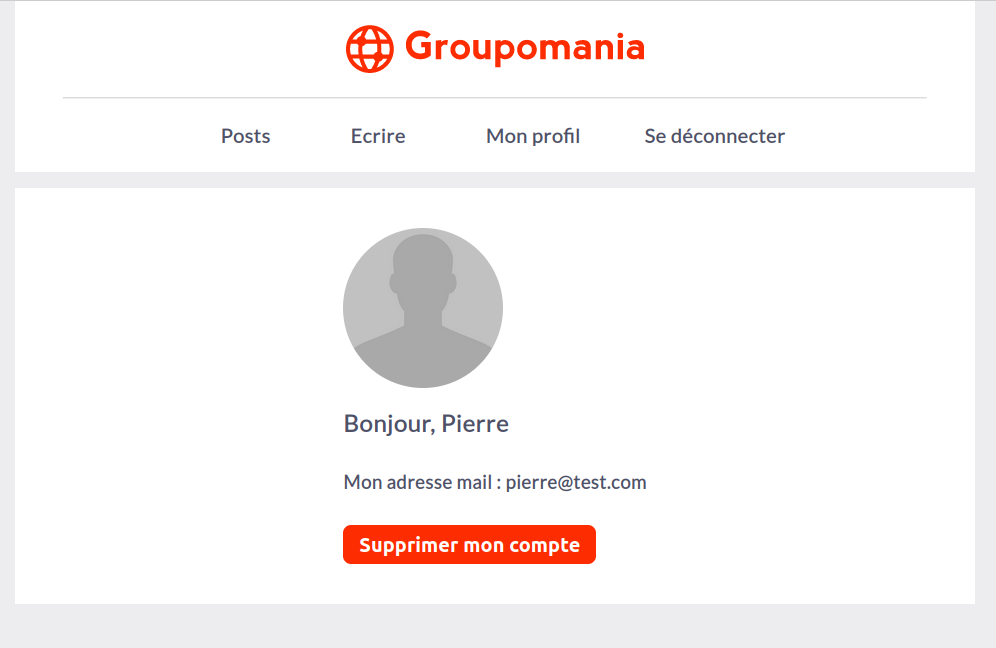 Groupomania
Posts Ecrire Mon profil Se déconnecter
Bonjour, Pierre
Mon adresse mail : pierre@test.com
Supprimer mon compte